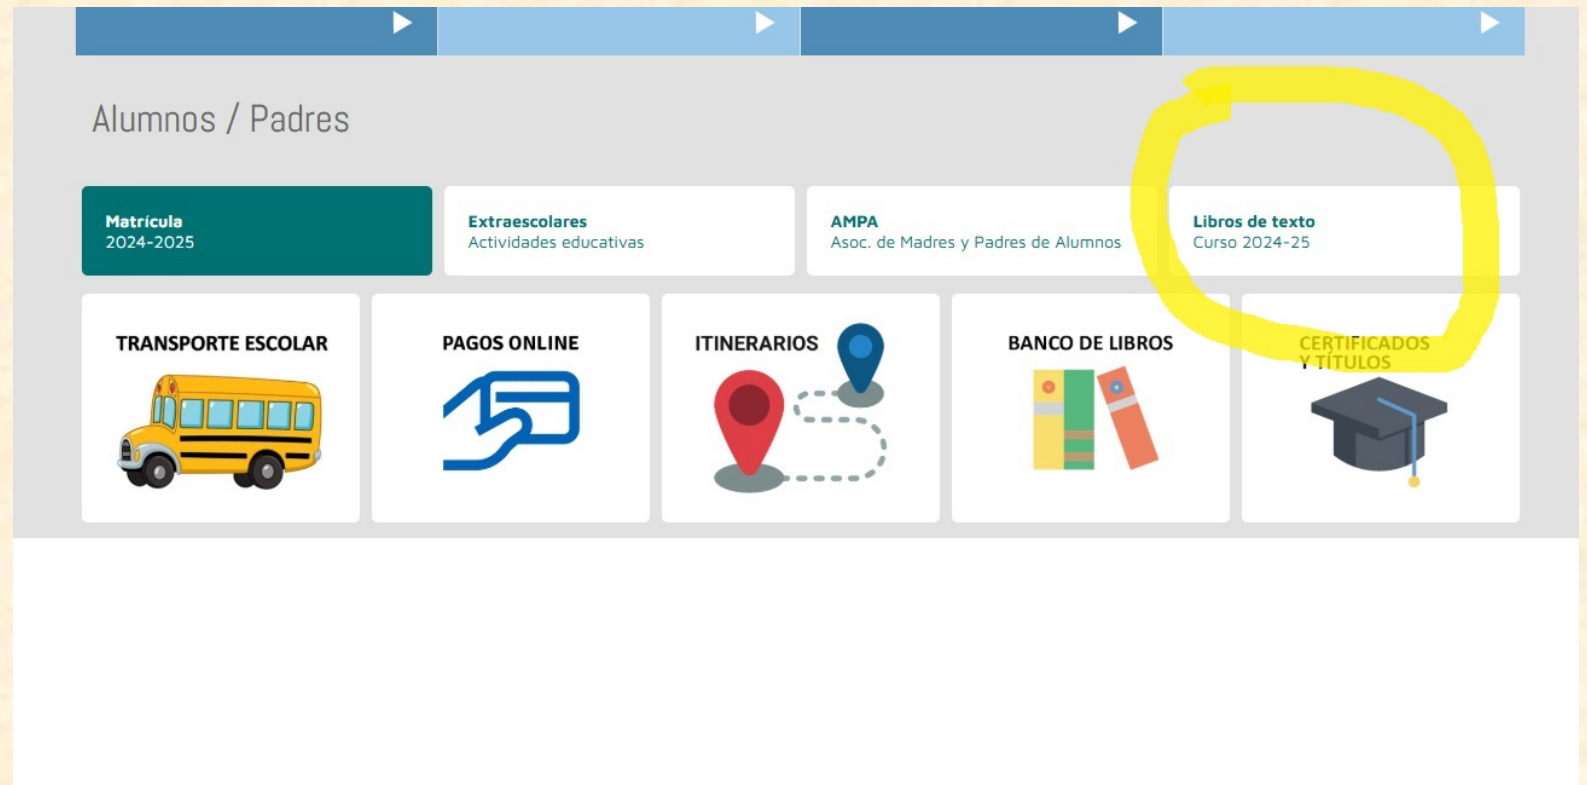 Alumnos / Padres
Matrícula
2024-2025
Extraescolares
Actividades educativas
AMPA
Asoc. de Madres y Padres de Alumnos
Libros de texto
Curso 2024-25
TRANSPORTE ESCOLAR
PAGOS ONLINE
ITINERARIOS
BANCO DE LIBROS
CERTIFICADOS
Y TÍTULOS